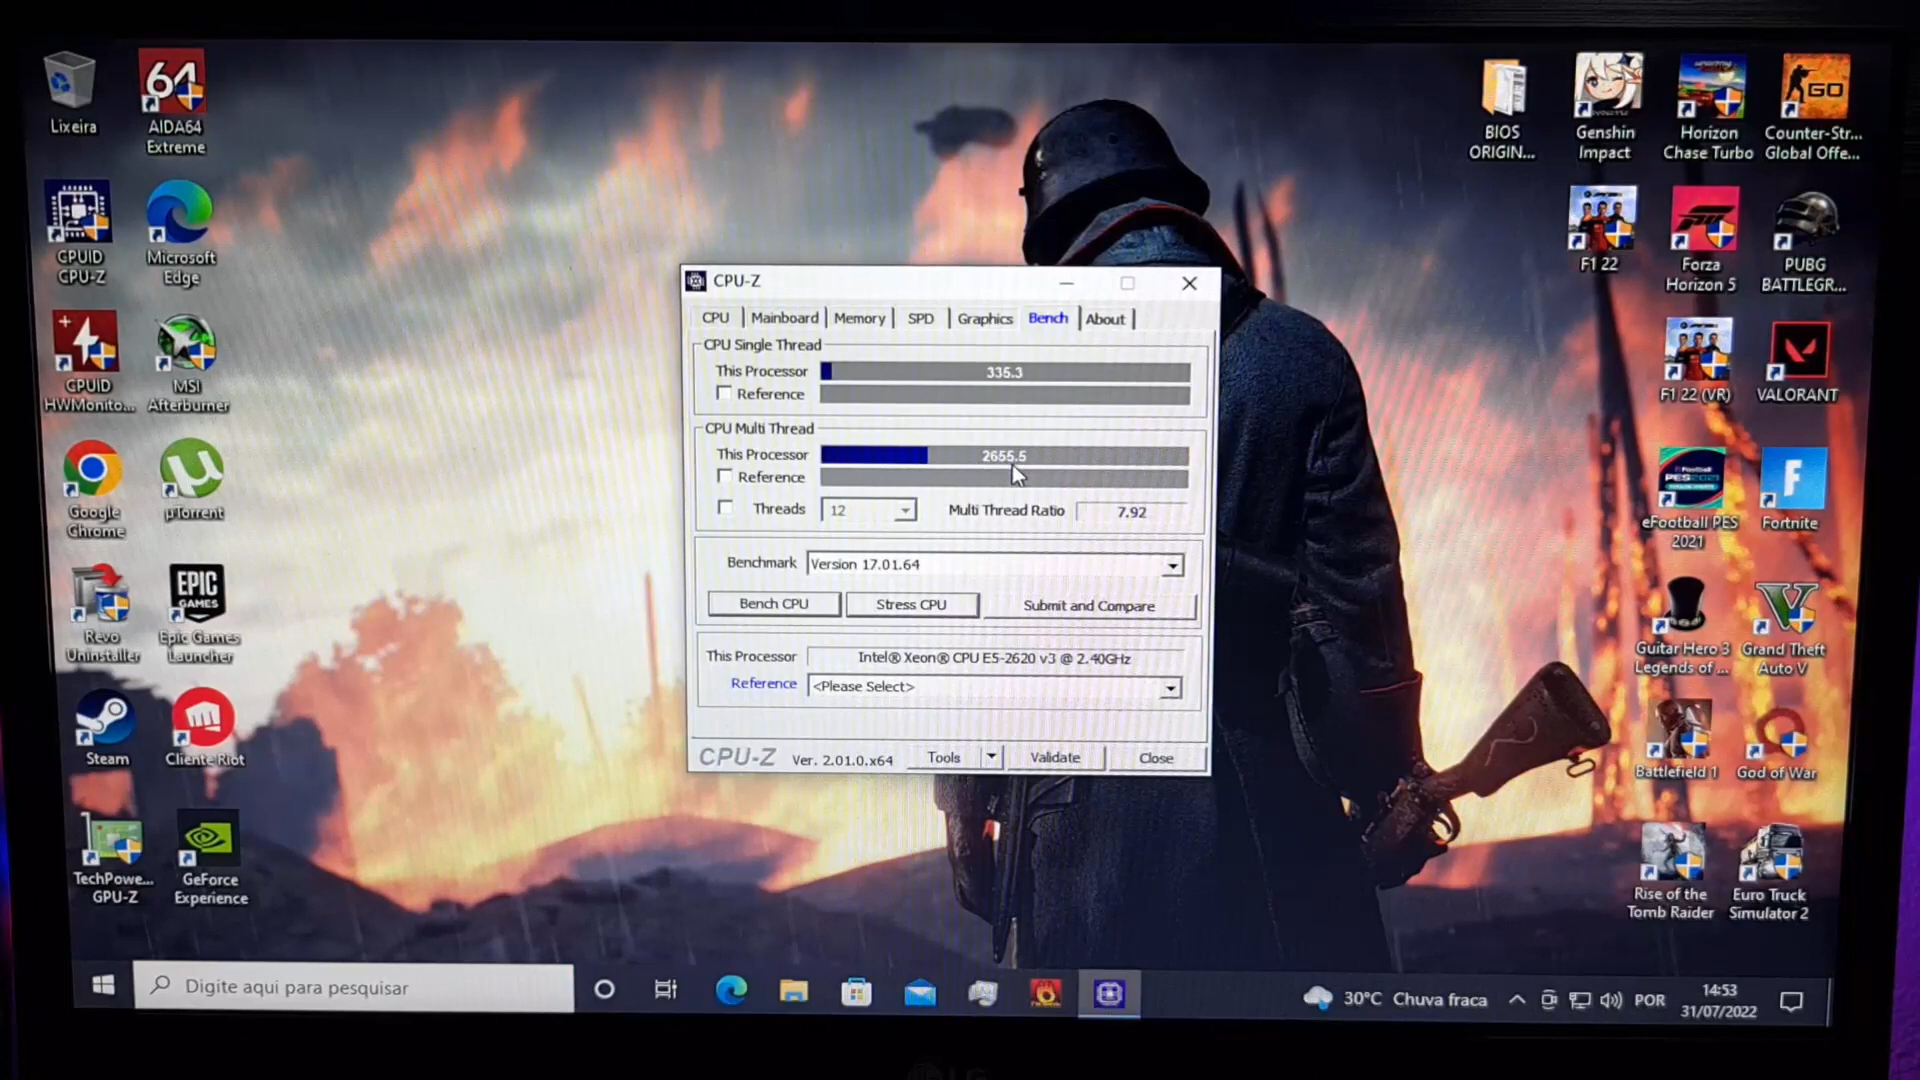 Lixeira
64
AIDA64
Extreme
CPUID
CPU-Z
Microsoft
Edge
CPUID
HWMonito...
MSI
Afterburner
Google
Chrome
µTorrent
Revo
Uninstaller
EPIC
GAMES
Epic Games
Launcher
Steam
Cliente Riot
TechPowe...
GPU-Z
GeForce
Experience
CPU-Z
CPU
Mainboard
Memory
SPD
Graphics
Bench
About
CPU Single Thread
This Processor
335.3
Reference
CPU Multi Thread
This Processor
2655.5
Reference
Threads
12
Multi Thread Ratio
7.92
Benchmark
Version 17.01.64
Bench CPU
Stress CPU
Submit and Compare
This Processor
Intel® Xeon® CPU E5-2620 v3 @ 2.40GHz
Reference
<Please Select>
CPU-Z
Ver. 2.01.0.x64
Tools
Validate
Close
BIOS
ORIGIN...
Genshin
Impact
Horizon
Chase Turbo
GO
Counter-Str...
Global Offe...
F1 22
Forza
Horizon 5
PUBG
BATTLEGR...
F1 22 (VR)
VALORANT
PES2021
eFootball PES
2021
Fortnite
Guitar Hero 3
Legends of ...
Grand Theft
Auto V
Battlefield 1
God of War
Rise of the
Tomb Raider
Euro Truck
Simulator 2
Digite aqui para pesquisar
30°C Chuva fraca
POR
14:53
31/07/2022
LG